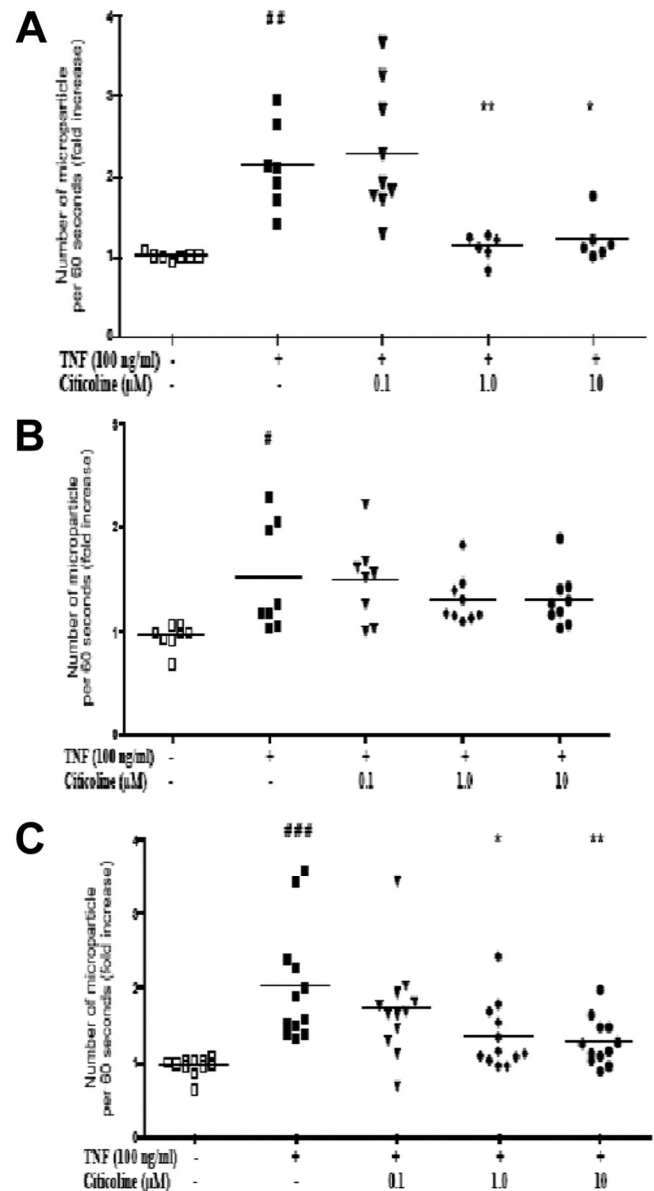 A
Number of microparticle
per 60 seconds (fold increase)
4
3
2
1
0
##
**
*
TNF (100 ng/ml) - + + + +
Citicoline (µM) - - 0.1 1.0 10
B
Number of microparticle
per 60 seconds (fold increase)
3
2
1
0
#
TNF (100 ng/ml) - + + + +
Citicoline (µM) - - 0.1 1.0 10
C
Number of microparticle
per 60 seconds (fold increase)
4
3
2
1
0
###
*
**
TNF (100 ng/ml) - + + + +
Citicoline (µM) - - 0.1 1.0 10